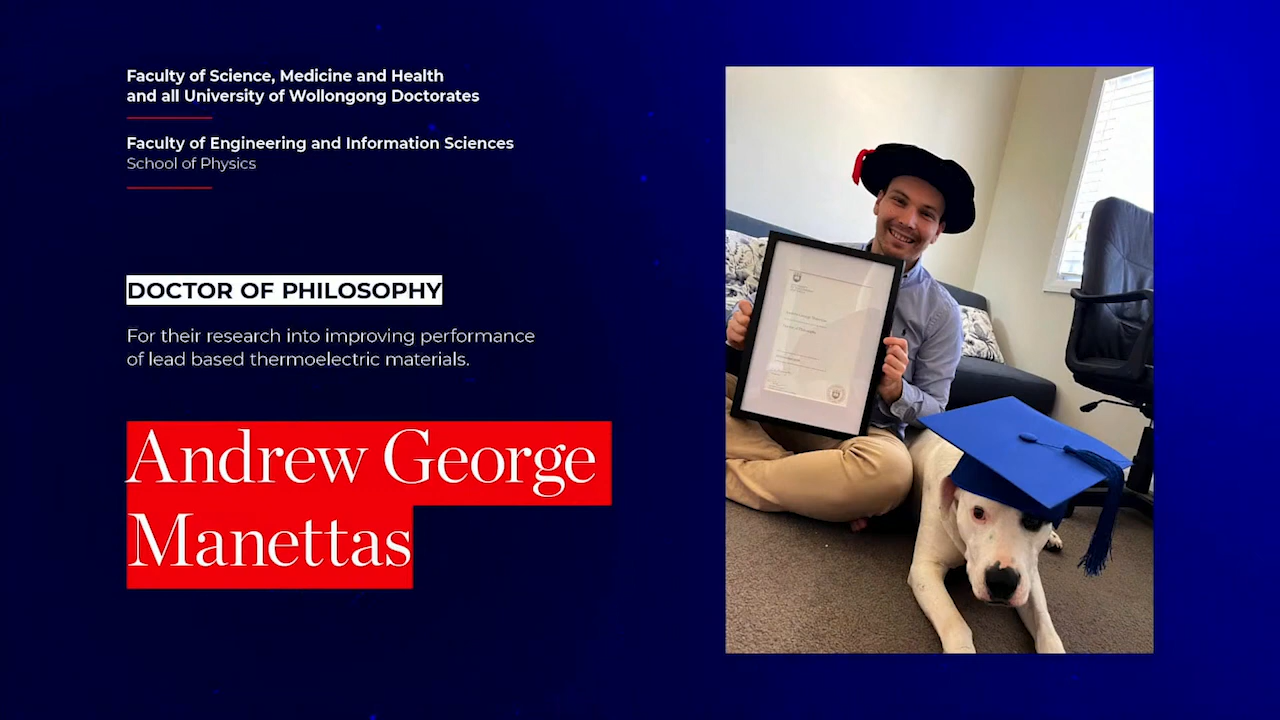 Faculty of Science, Medicine and Health
and all University of Wollongong Doctorates
Faculty of Engineering and Information Sciences
School of Physics
DOCTOR OF PHILOSOPHY
For their research into improving performance
of lead based thermoelectric materials.
Andrew George
Manettas